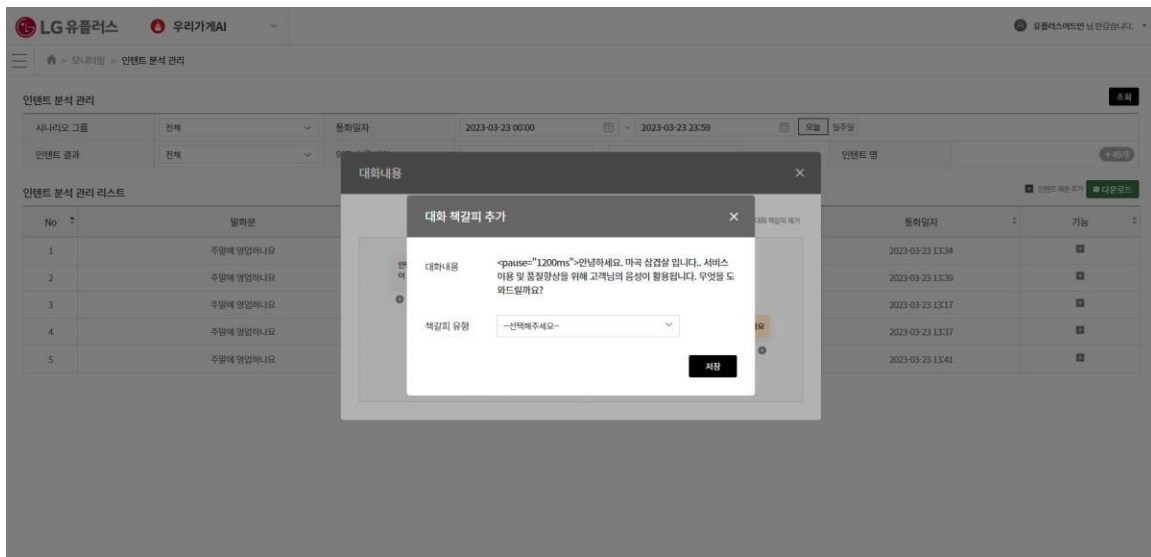 LG유플러스
우리가게AI
유플러스어드민 님 반갑습니다.
> 모니터링 > 인텐트 분석 관리
인텐트 분석 관리
조회
시나리오 그룹 전체 통화일자 2023-03-23 00:00 ~ 2023-03-23 23:59 오늘 일주일
인텐트 결과 전체 인텐트 명
대화내용
인텐트 분석 관리 리스트
다운로드
대화 책갈피 추가
No 발화문 통화일자 기능
1 주말에 영업하나요 2023-03-23 13:34
2 주말에 영업하나요 2023-03-23 13:39
3 주말에 영업하나요 2023-03-23 13:17
4 주말에 영업하나요 2023-03-23 13:37
5 주말에 영업하나요 2023-03-23 13:41
대화내용
<pause="1200ms">안녕하세요. 마곡 삼겹살 입니다.. 서비스
이용 및 품질향상을 위해 고객님의 음성이 활용됩니다. 무엇을 도
와드릴까요?
책갈피 유형 --선택해주세요--
저장